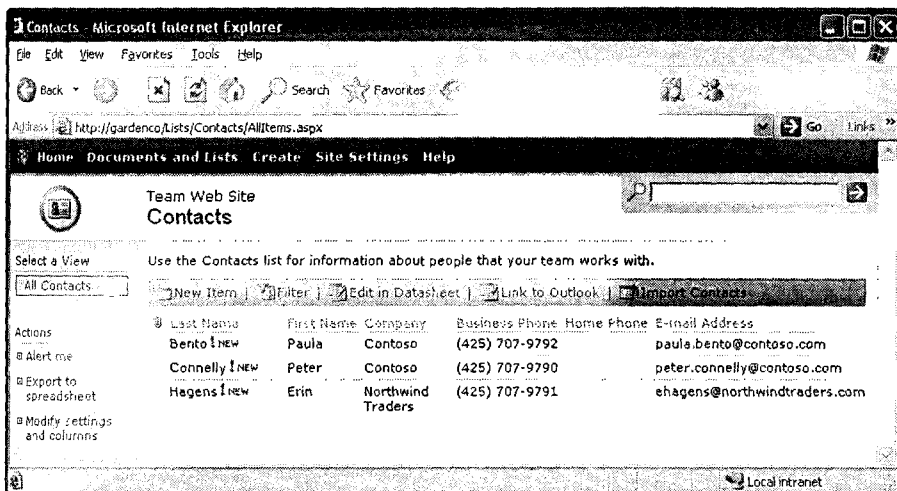 Contacts - Microsoft Internet Explorer
File Edit View Favorites Tools Help
Back Search Favorites
Address http://gardenco/Lists/Contacts/AllItems.aspx Go Links »
Home Documents and Lists Create Site Settings Help
Team Web Site
Contacts
Select a View
Use the Contacts list for information about people that your team works with.
All Contacts
New Item | Filter | Edit in Datasheet | Link to Outlook | Import Contacts
Last Name First Name Company Business Phone Home Phone E-mail Address
Bento ! NEW Paula Contoso (425) 707-9792 paula.bento@contoso.com
Connelly ! NEW Peter Contoso (425) 707-9790 peter.connelly@contoso.com
Hagens ! NEW Erin Northwind Traders (425) 707-9791 ehagens@northwindtraders.com
Actions
Alert me
Export to
spreadsheet
Modify settings
and columns
Local intranet